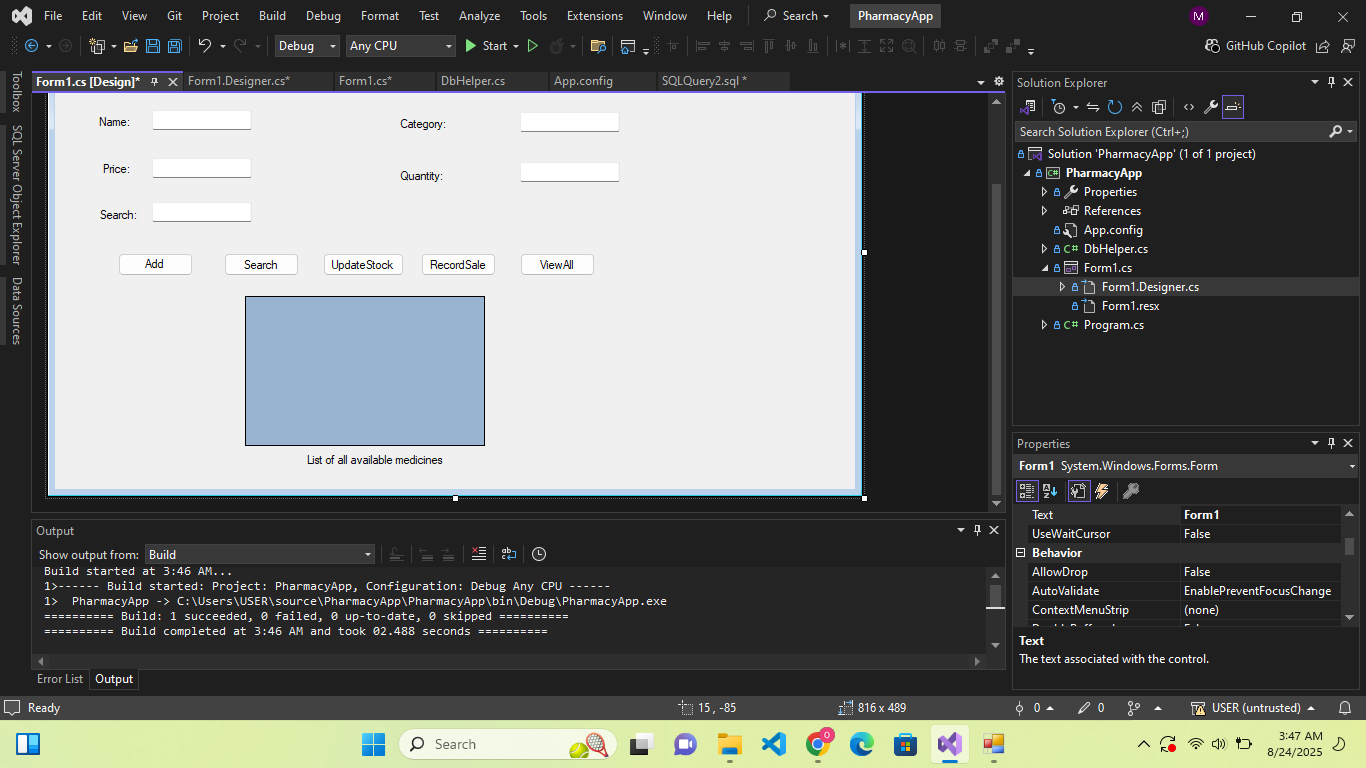 File Edit View Git Project Build Debug Format Test Analyze Tools Extensions Window Help Search PharmacyApp M
Debug Any CPU Start GitHub Copilot
Form1.cs [Design]* Form1.Designer.cs* Form1.cs* DbHelper.cs App.config SQLQuery2.sql *
Toolbox
SQL Server Object Explorer
Data Sources
Name: Category:
Price: Quantity:
Search:
Add Search UpdateStock RecordSale ViewAll
List of all available medicines
Output
Show output from: Build
Build started at 3:46 AM...
1>------ Build started: Project: PharmacyApp, Configuration: Debug Any CPU ------
1>  PharmacyApp -> C:\Users\USER\source\PharmacyApp\PharmacyApp\bin\Debug\PharmacyApp.exe
========== Build: 1 succeeded, 0 failed, 0 up-to-date, 0 skipped ==========
========== Build completed at 3:46 AM and took 02.488 seconds ==========
Error List Output
Solution Explorer
Search Solution Explorer (Ctrl+;)
Solution 'PharmacyApp' (1 of 1 project)
PharmacyApp
Properties
References
App.config
DbHelper.cs
Form1.cs
Form1.Designer.cs
Form1.resx
Program.cs
Properties
Form1 System.Windows.Forms.Form
Text Form1
UseWaitCursor False
Behavior
AllowDrop False
AutoValidate EnablePreventFocusChange
ContextMenuStrip (none)
Text
The text associated with the control.
Ready 15 , -85 816 x 489 0 0 USER (untrusted)
Search 0 3:47 AM
8/24/2025